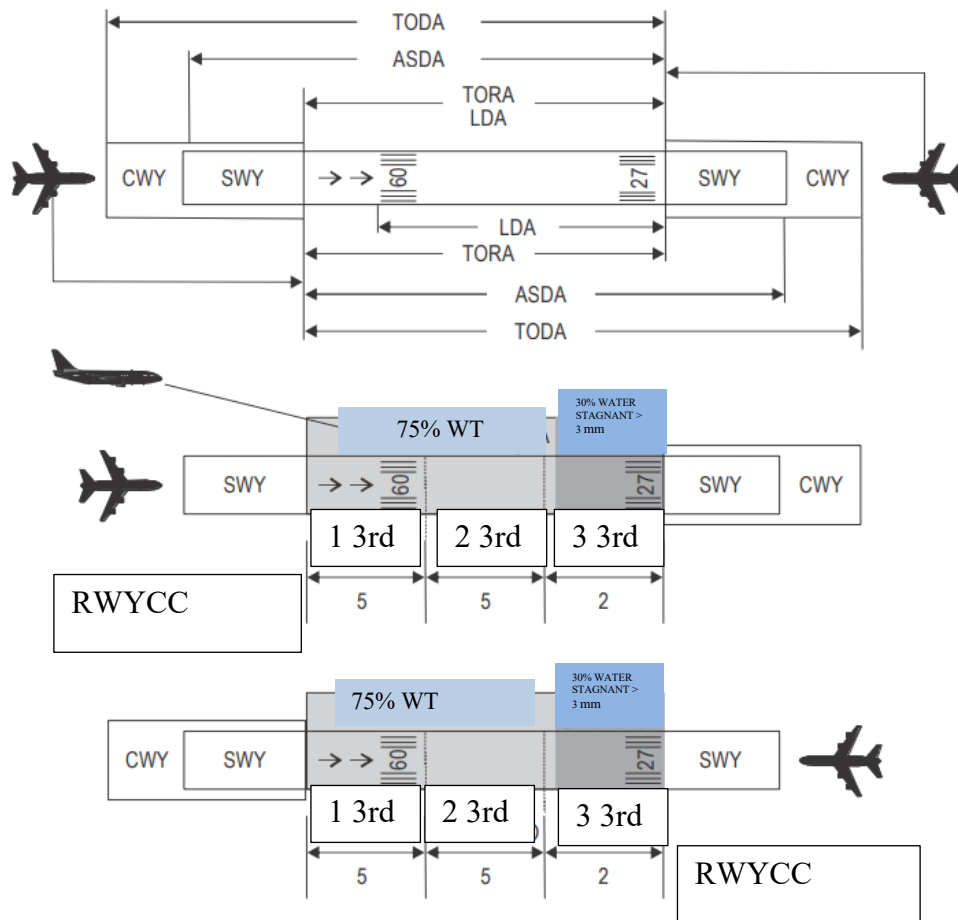 TODA
ASDA
TORA
LDA
CWY SWY 09 27 SWY CWY
LDA
TORA
ASDA
TODA
75% WT
30% WATER
STAGNANT >
3 mm
SWY 09 27 SWY CWY
1 3rd 2 3rd 3 3rd
5 5 2
RWYCC
75% WT
30% WATER
STAGNANT >
3 mm
CWY SWY 09 27 SWY
1 3rd 2 3rd 3 3rd
5 5 2
RWYCC